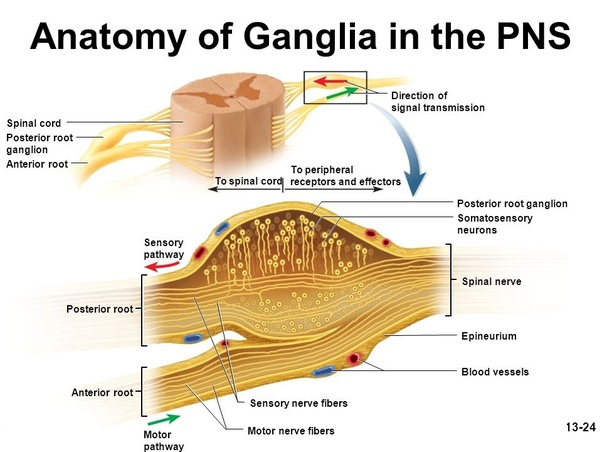 Anatomy of Ganglia in the PNS
Direction of
signal transmission
Spinal cord
Posterior root
ganglion
Anterior root
To spinal cord
To peripheral
receptors and effectors
Posterior root ganglion
Somatosensory
neurons
Sensory
pathway
Spinal nerve
Posterior root
Epineurium
Blood vessels
Anterior root
Sensory nerve fibers
Motor nerve fibers
Motor
pathway
13-24